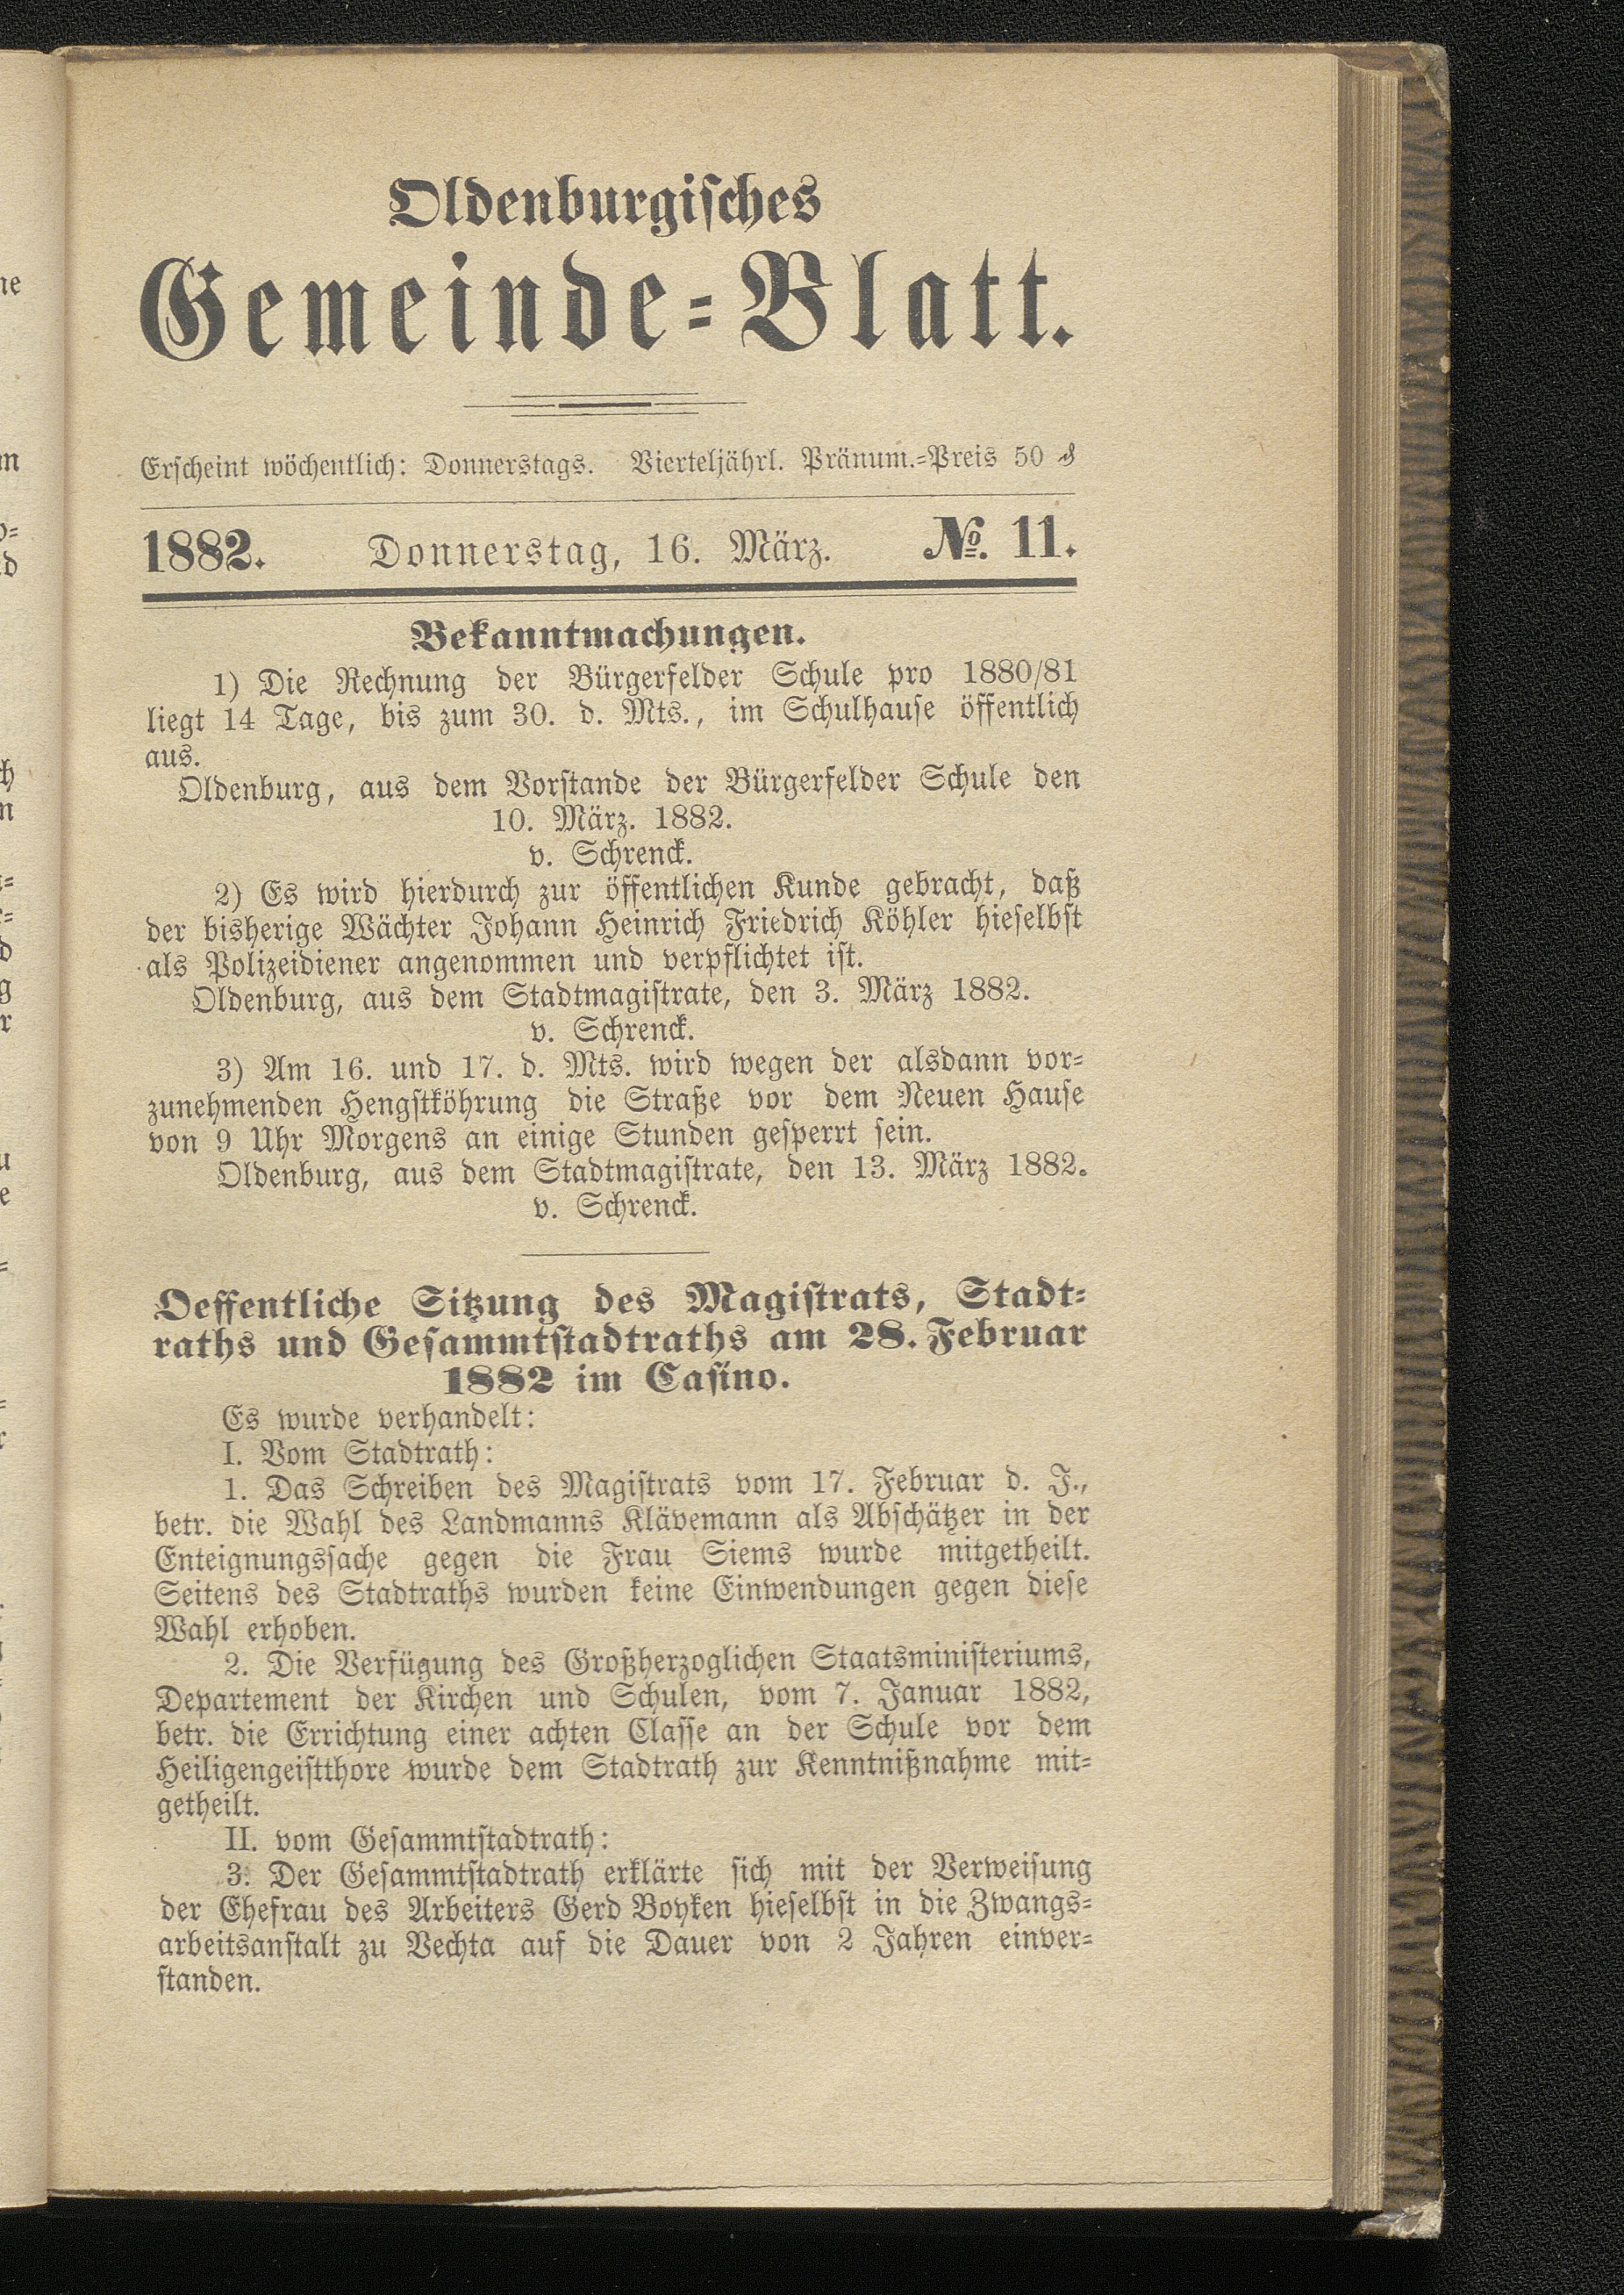 Oldenburgisches
Gemeinde-Blatt.
Erscheint wöchentlich: Donnerstags. Vierteljährl. Pränum.-Preis 50 ₰
1882. Donnerstag, 16. März. No. 11.
Bekanntmachungen.
1) Die Rechnung der Bürgerfelder Schule pro 1880/81
liegt 14 Tage, bis zum 30. d. Mts., im Schulhause öffentlich
aus.
Oldenburg, aus dem Vorstande der Bürgerfelder Schule den
10. März. 1882.
v. Schrenck.
2) Es wird hierdurch zur öffentlichen Kunde gebracht, daß
der bisherige Wächter Johann Heinrich Friedrich Köhler hieselbst
als Polizeidiener angenommen und verpflichtet ist.
Oldenburg, aus dem Stadtmagistrate, den 3. März 1882.
v. Schrenck.
3) Am 16. und 17. d. Mts. wird wegen der alsdann vor-
zunehmenden Hengstköhrung die Straße vor dem Neuen Hause
von 9 Uhr Morgens an einige Stunden gesperrt sein.
Oldenburg, aus dem Stadtmagistrate, den 13. März 1882.
v. Schrenck.
Oeffentliche Sitzung des Magistrats, Stadt-
raths und Gesammtstadtraths am 28. Februar
1882 im Casino.
Es wurde verhandelt:
I. Vom Stadtrath:
1. Das Schreiben des Magistrats vom 17. Februar d. J.,
betr. die Wahl des Landmanns Klävemann als Abschätzer in der
Enteignungssache gegen die Frau Siems wurde mitgetheilt.
Seitens des Stadtraths wurden keine Einwendungen gegen diese
Wahl erhoben.
2. Die Verfügung des Großherzoglichen Staatsministeriums,
Departement der Kirchen und Schulen, vom 7. Januar 1882,
betr. die Errichtung einer achten Classe an der Schule vor dem
Heiligengeistthore wurde dem Stadtrath zur Kenntnißnahme mit-
getheilt.
II. vom Gesammtstadtrath:
3. Der Gesammtstadtrath erklärte sich mit der Verweisung
der Ehefrau des Arbeiters Gerd Boyken hieselbst in die Zwangs-
arbeitsanstalt zu Vechta auf die Dauer von 2 Jahren einver-
standen.